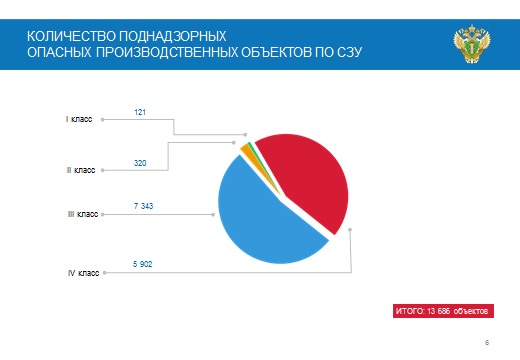 КОЛИЧЕСТВО ПОДНАДЗОРНЫХ
ОПАСНЫХ ПРОИЗВОДСТВЕННЫХ ОБЪЕКТОВ ПО СЗУ
I класс
121
II класс
320
III класс
7 343
IV класс
5 902
ИТОГО: 13 686 объектов
6